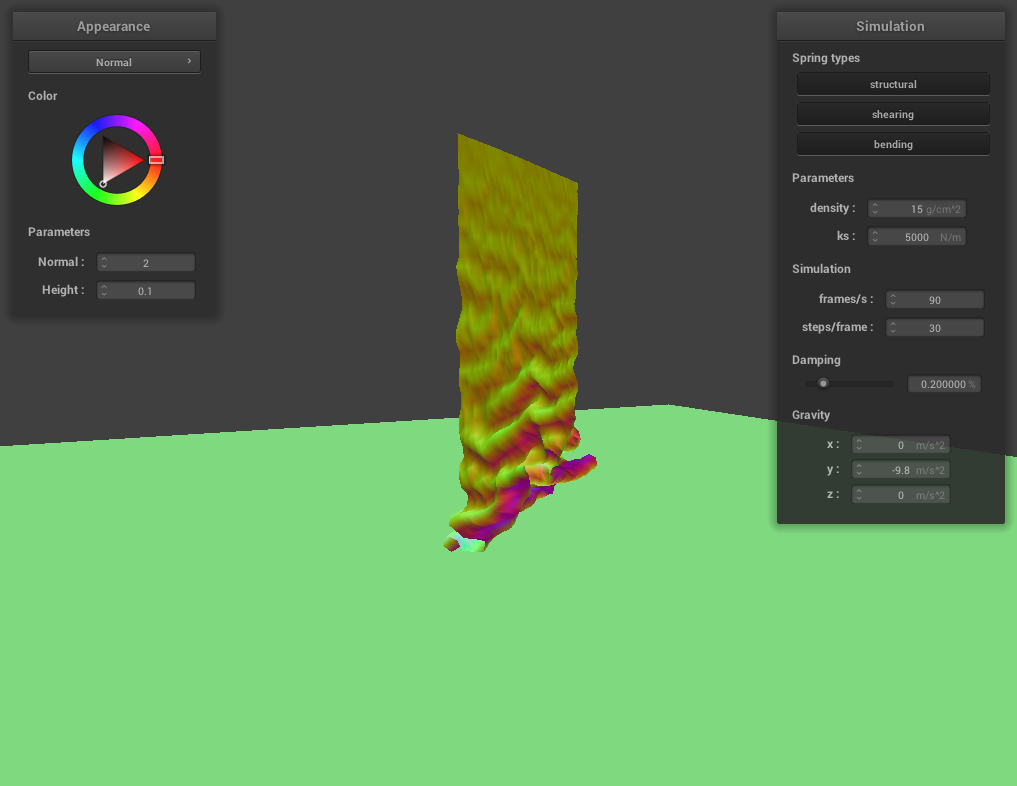 Appearance
Normal ›
Color
Parameters
Normal : 2
Height : 0.1
Simulation
Spring types
structural
shearing
bending
Parameters
density : 15 g/cm^2
ks : 5000 N/m
Simulation
frames/s : 90
steps/frame : 30
Damping
0.200000 %
Gravity
x : 0 m/s^2
y : -9.8 m/s^2
z : 0 m/s^2